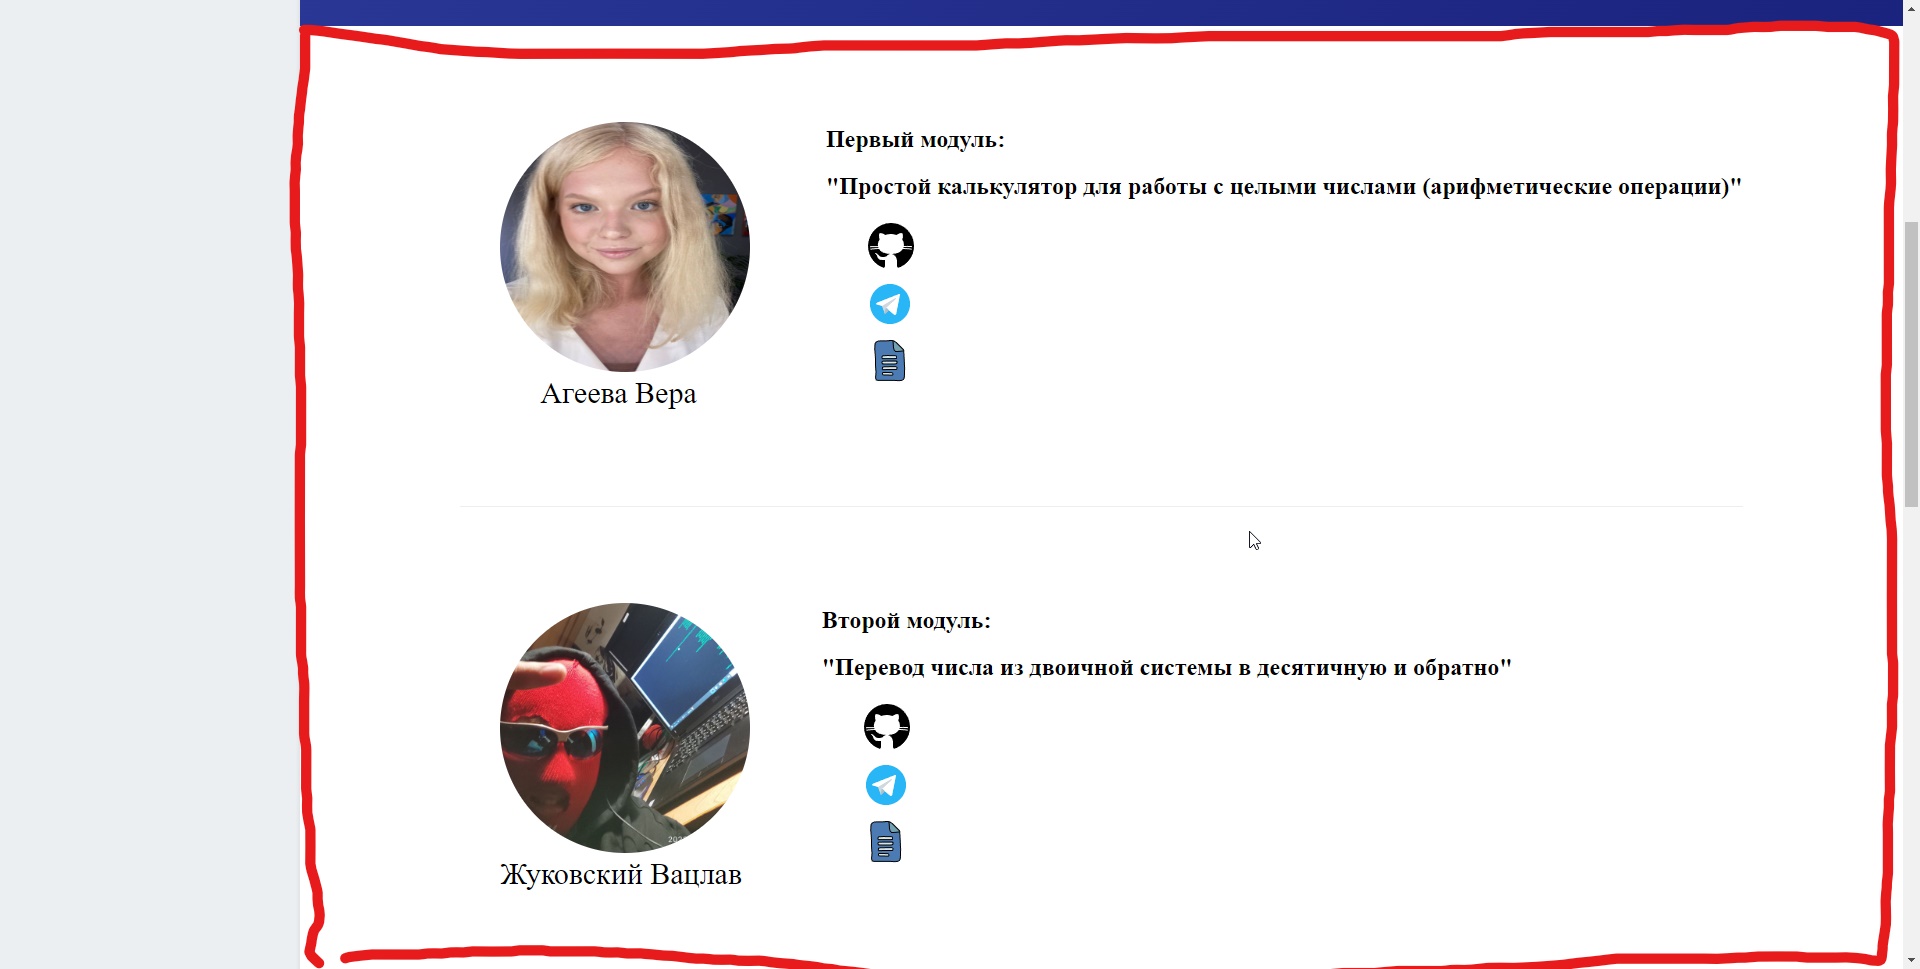 Первый модуль:
"Простой калькулятор для работы с целыми числами (арифметические операции)"
Агеева Вера
Второй модуль:
"Перевод числа из двоичной системы в десятичную и обратно"
Жуковский Вацлав